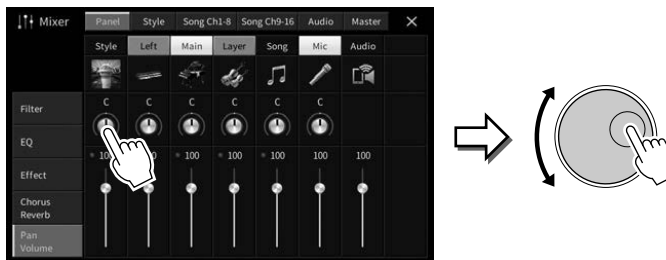 Mixer
Panel Style Song Ch1-8 Song Ch9-16 Audio Master ×
Style Left Main Layer Song Mic Audio
C C C C C C
Filter
EQ
100 100 100 100 100 100
Effect
Chorus
Reverb
Pan
Volume